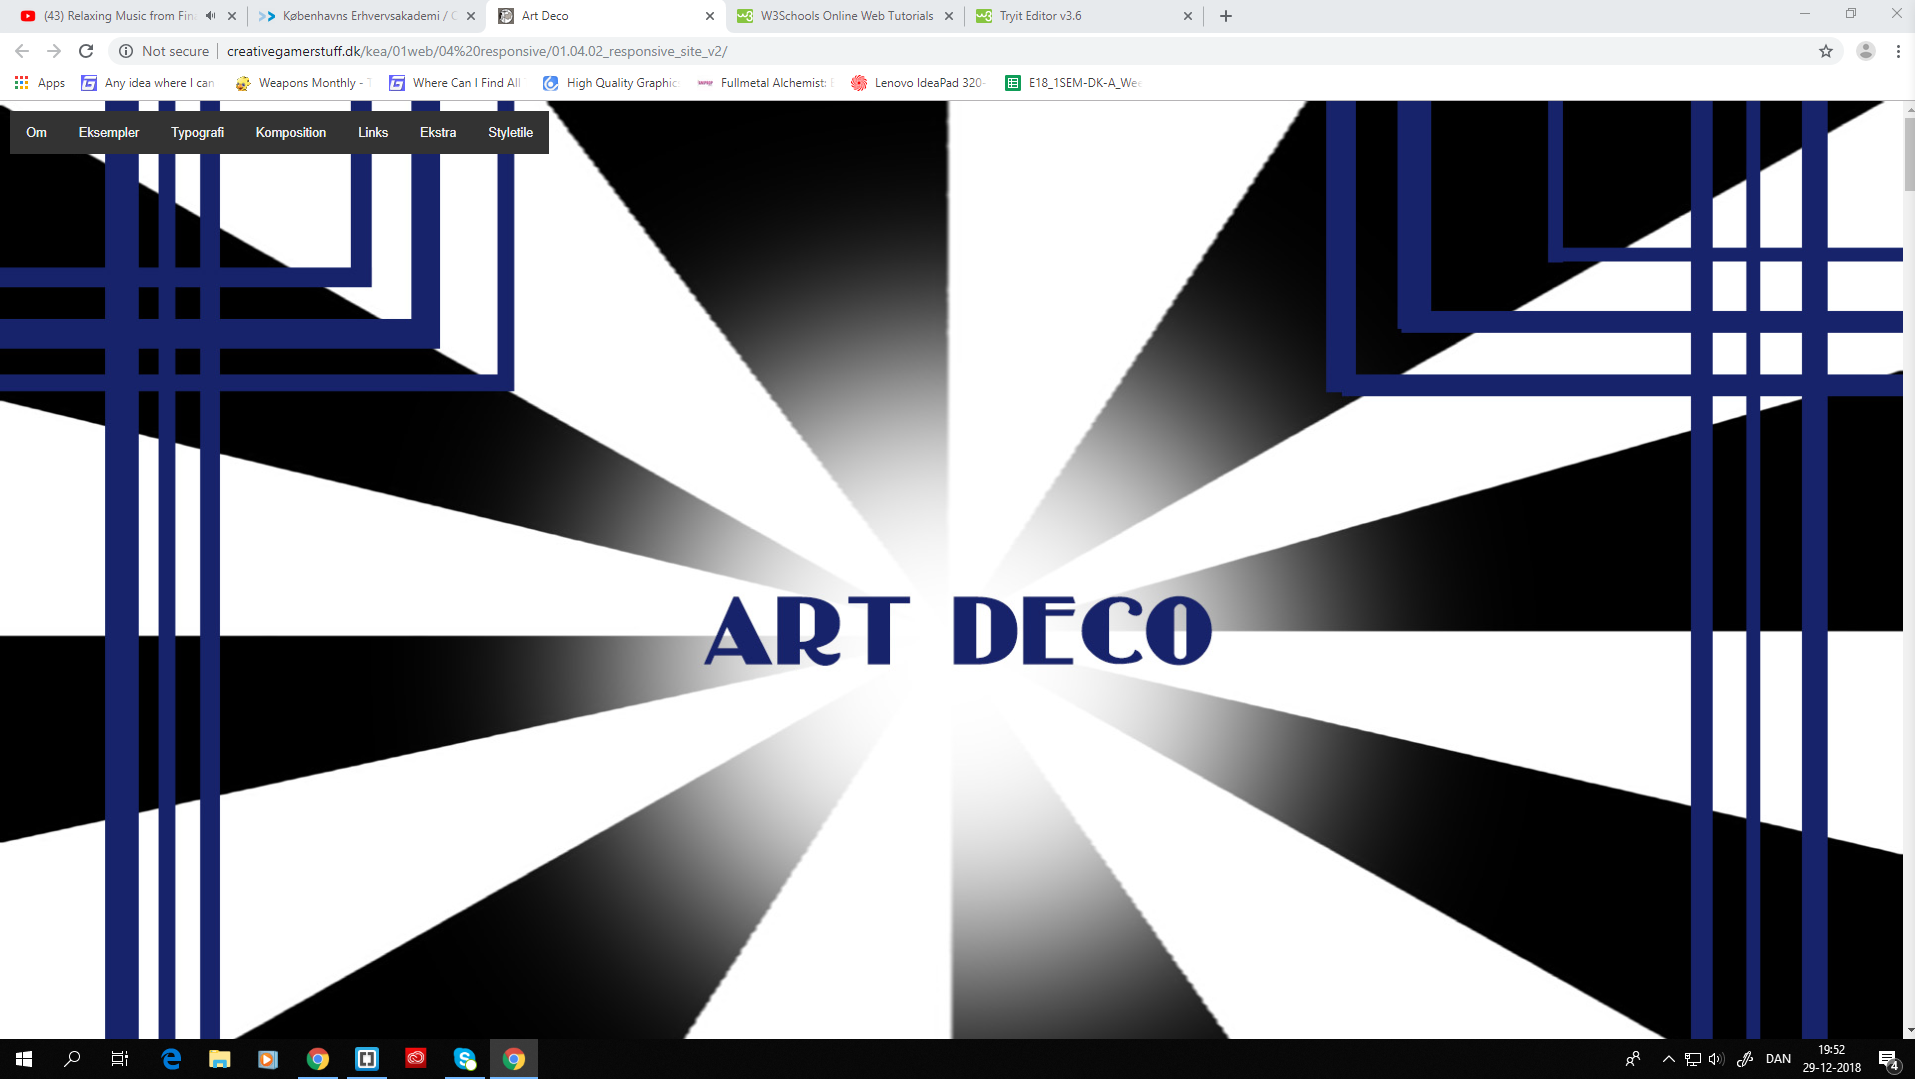 (43) Relaxing Music from Fin
Københavns Erhvervsakademi /
Art Deco
W3Schools Online Web Tutorials
Tryit Editor v3.6
Not secure
creativegamerstuff.dk/kea/01web/04%20responsive/01.04.02_responsive_site_v2/
Apps
Any idea where I can
Weapons Monthly -
Where Can I Find All
High Quality Graphic
Fullmetal Alchemist:
Lenovo IdeaPad 320-
E18_1SEM-DK-A_Wee
Om
Eksempler
Typografi
Komposition
Links
Ekstra
Styletile
ART DECO
DAN
19:52
29-12-2018
4